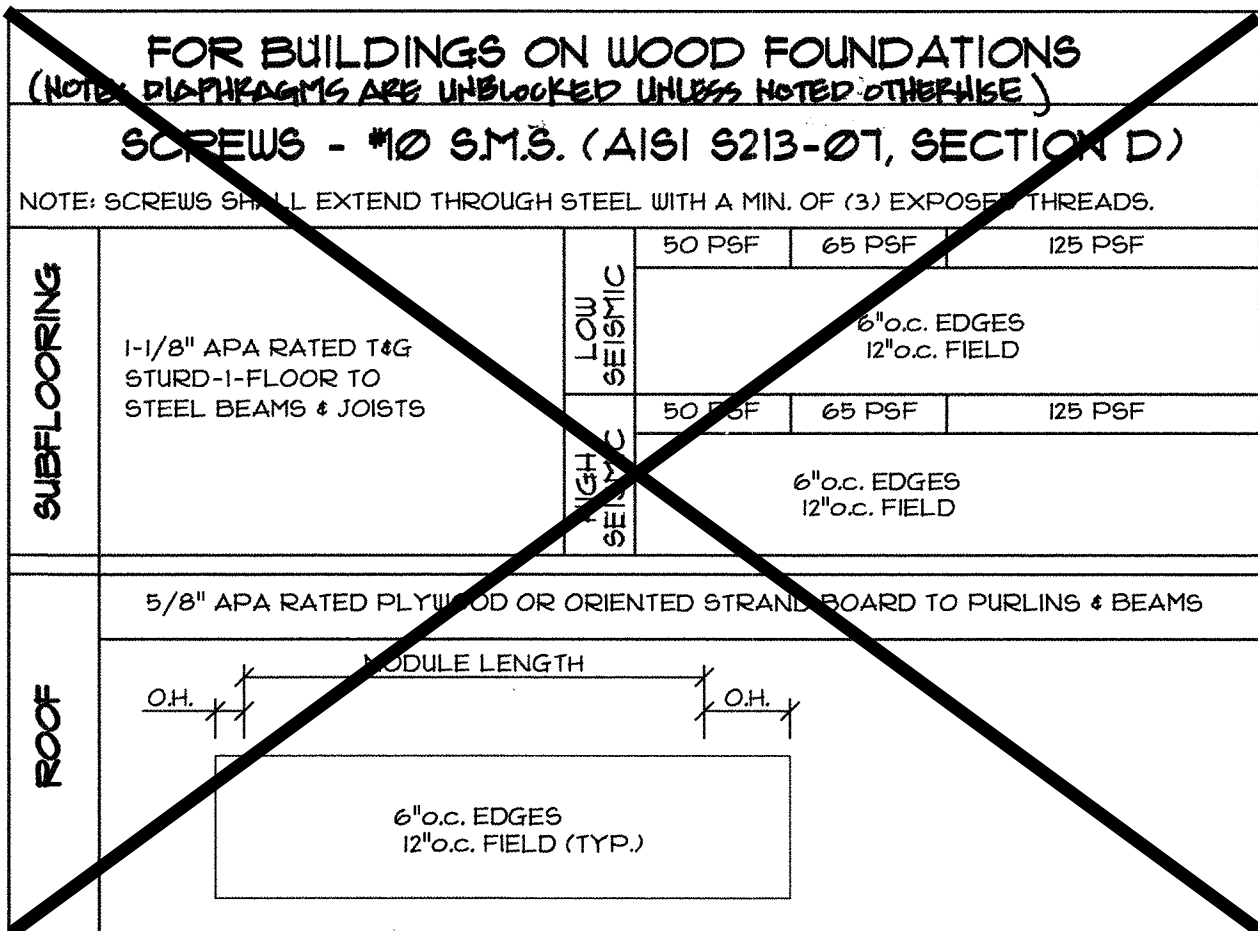 FOR BUILDINGS ON WOOD FOUNDATIONS
(NOTE: DIAPHRAGMS ARE UNBLOCKED UNLESS NOTED OTHERWISE)
SCREWS - #10 S.M.S. (AISI S213-07, SECTION D)
NOTE: SCREWS SHALL EXTEND THROUGH STEEL WITH A MIN. OF (3) EXPOSED THREADS.
SUBFLOORING
1-1/8" APA RATED T&G
STURD-I-FLOOR TO
STEEL BEAMS & JOISTS
LOW
SEISMIC
50 PSF 65 PSF 125 PSF
6"o.c. EDGES
12"o.c. FIELD
HIGH
SEISMIC
50 PSF 65 PSF 125 PSF
6"o.c. EDGES
12"o.c. FIELD
ROOF
5/8" APA RATED PLYWOOD OR ORIENTED STRAND BOARD TO PURLINS & BEAMS
MODULE LENGTH
O.H. O.H.
6"o.c. EDGES
12"o.c. FIELD (TYP.)